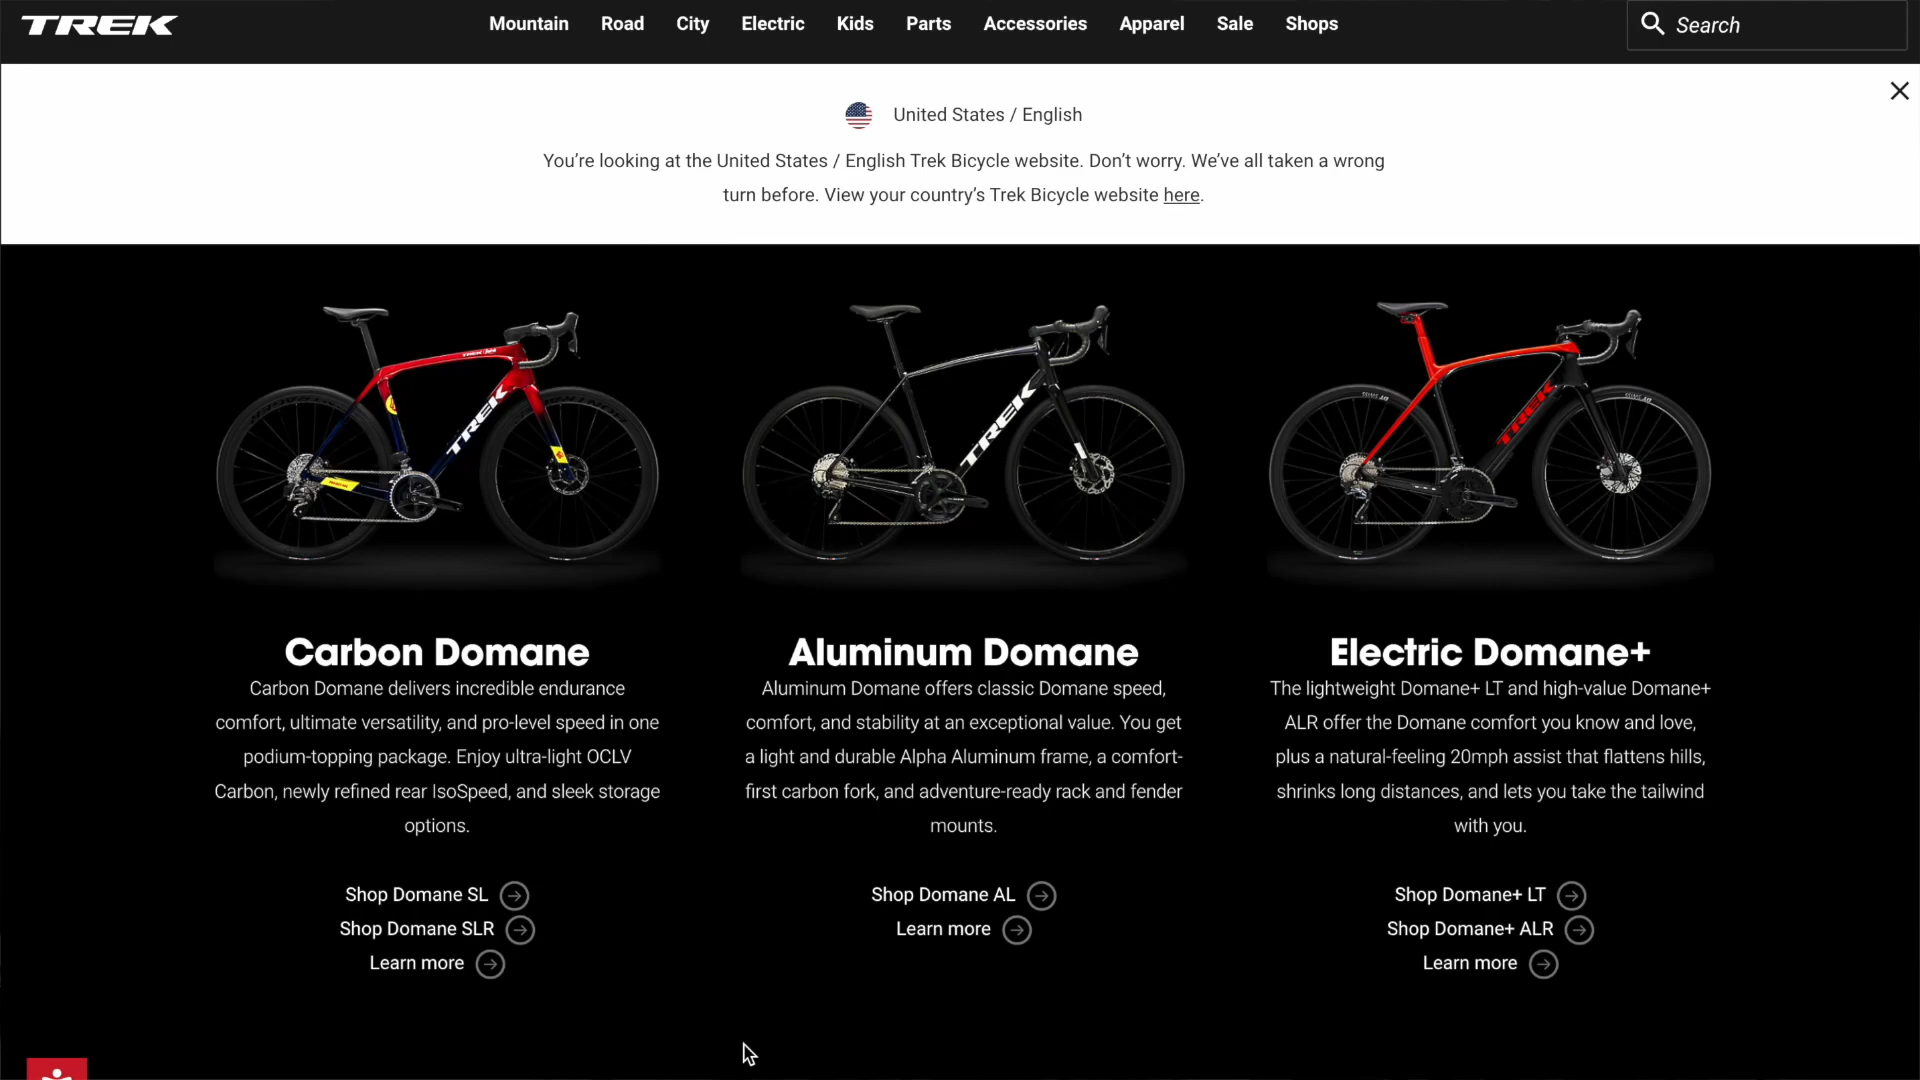 TREK
Mountain Road City Electric Kids Parts Accessories Apparel Sale Shops
Search
United States / English
You’re looking at the United States / English Trek Bicycle website. Don’t worry. We’ve all taken a wrong
turn before. View your country’s Trek Bicycle website here.
TREK
TREK
TREK
Carbon Domane
Carbon Domane delivers incredible endurance
comfort, ultimate versatility, and pro-level speed in one
podium-topping package. Enjoy ultra-light OCLV
Carbon, newly refined rear IsoSpeed, and sleek storage
options.
Shop Domane SL
Shop Domane SLR
Learn more
Aluminum Domane
Aluminum Domane offers classic Domane speed,
comfort, and stability at an exceptional value. You get
a light and durable Alpha Aluminum frame, a comfort-
first carbon fork, and adventure-ready rack and fender
mounts.
Shop Domane AL
Learn more
Electric Domane+
The lightweight Domane+ LT and high-value Domane+
ALR offer the Domane comfort you know and love,
plus a natural-feeling 20mph assist that flattens hills,
shrinks long distances, and lets you take the tailwind
with you.
Shop Domane+ LT
Shop Domane+ ALR
Learn more